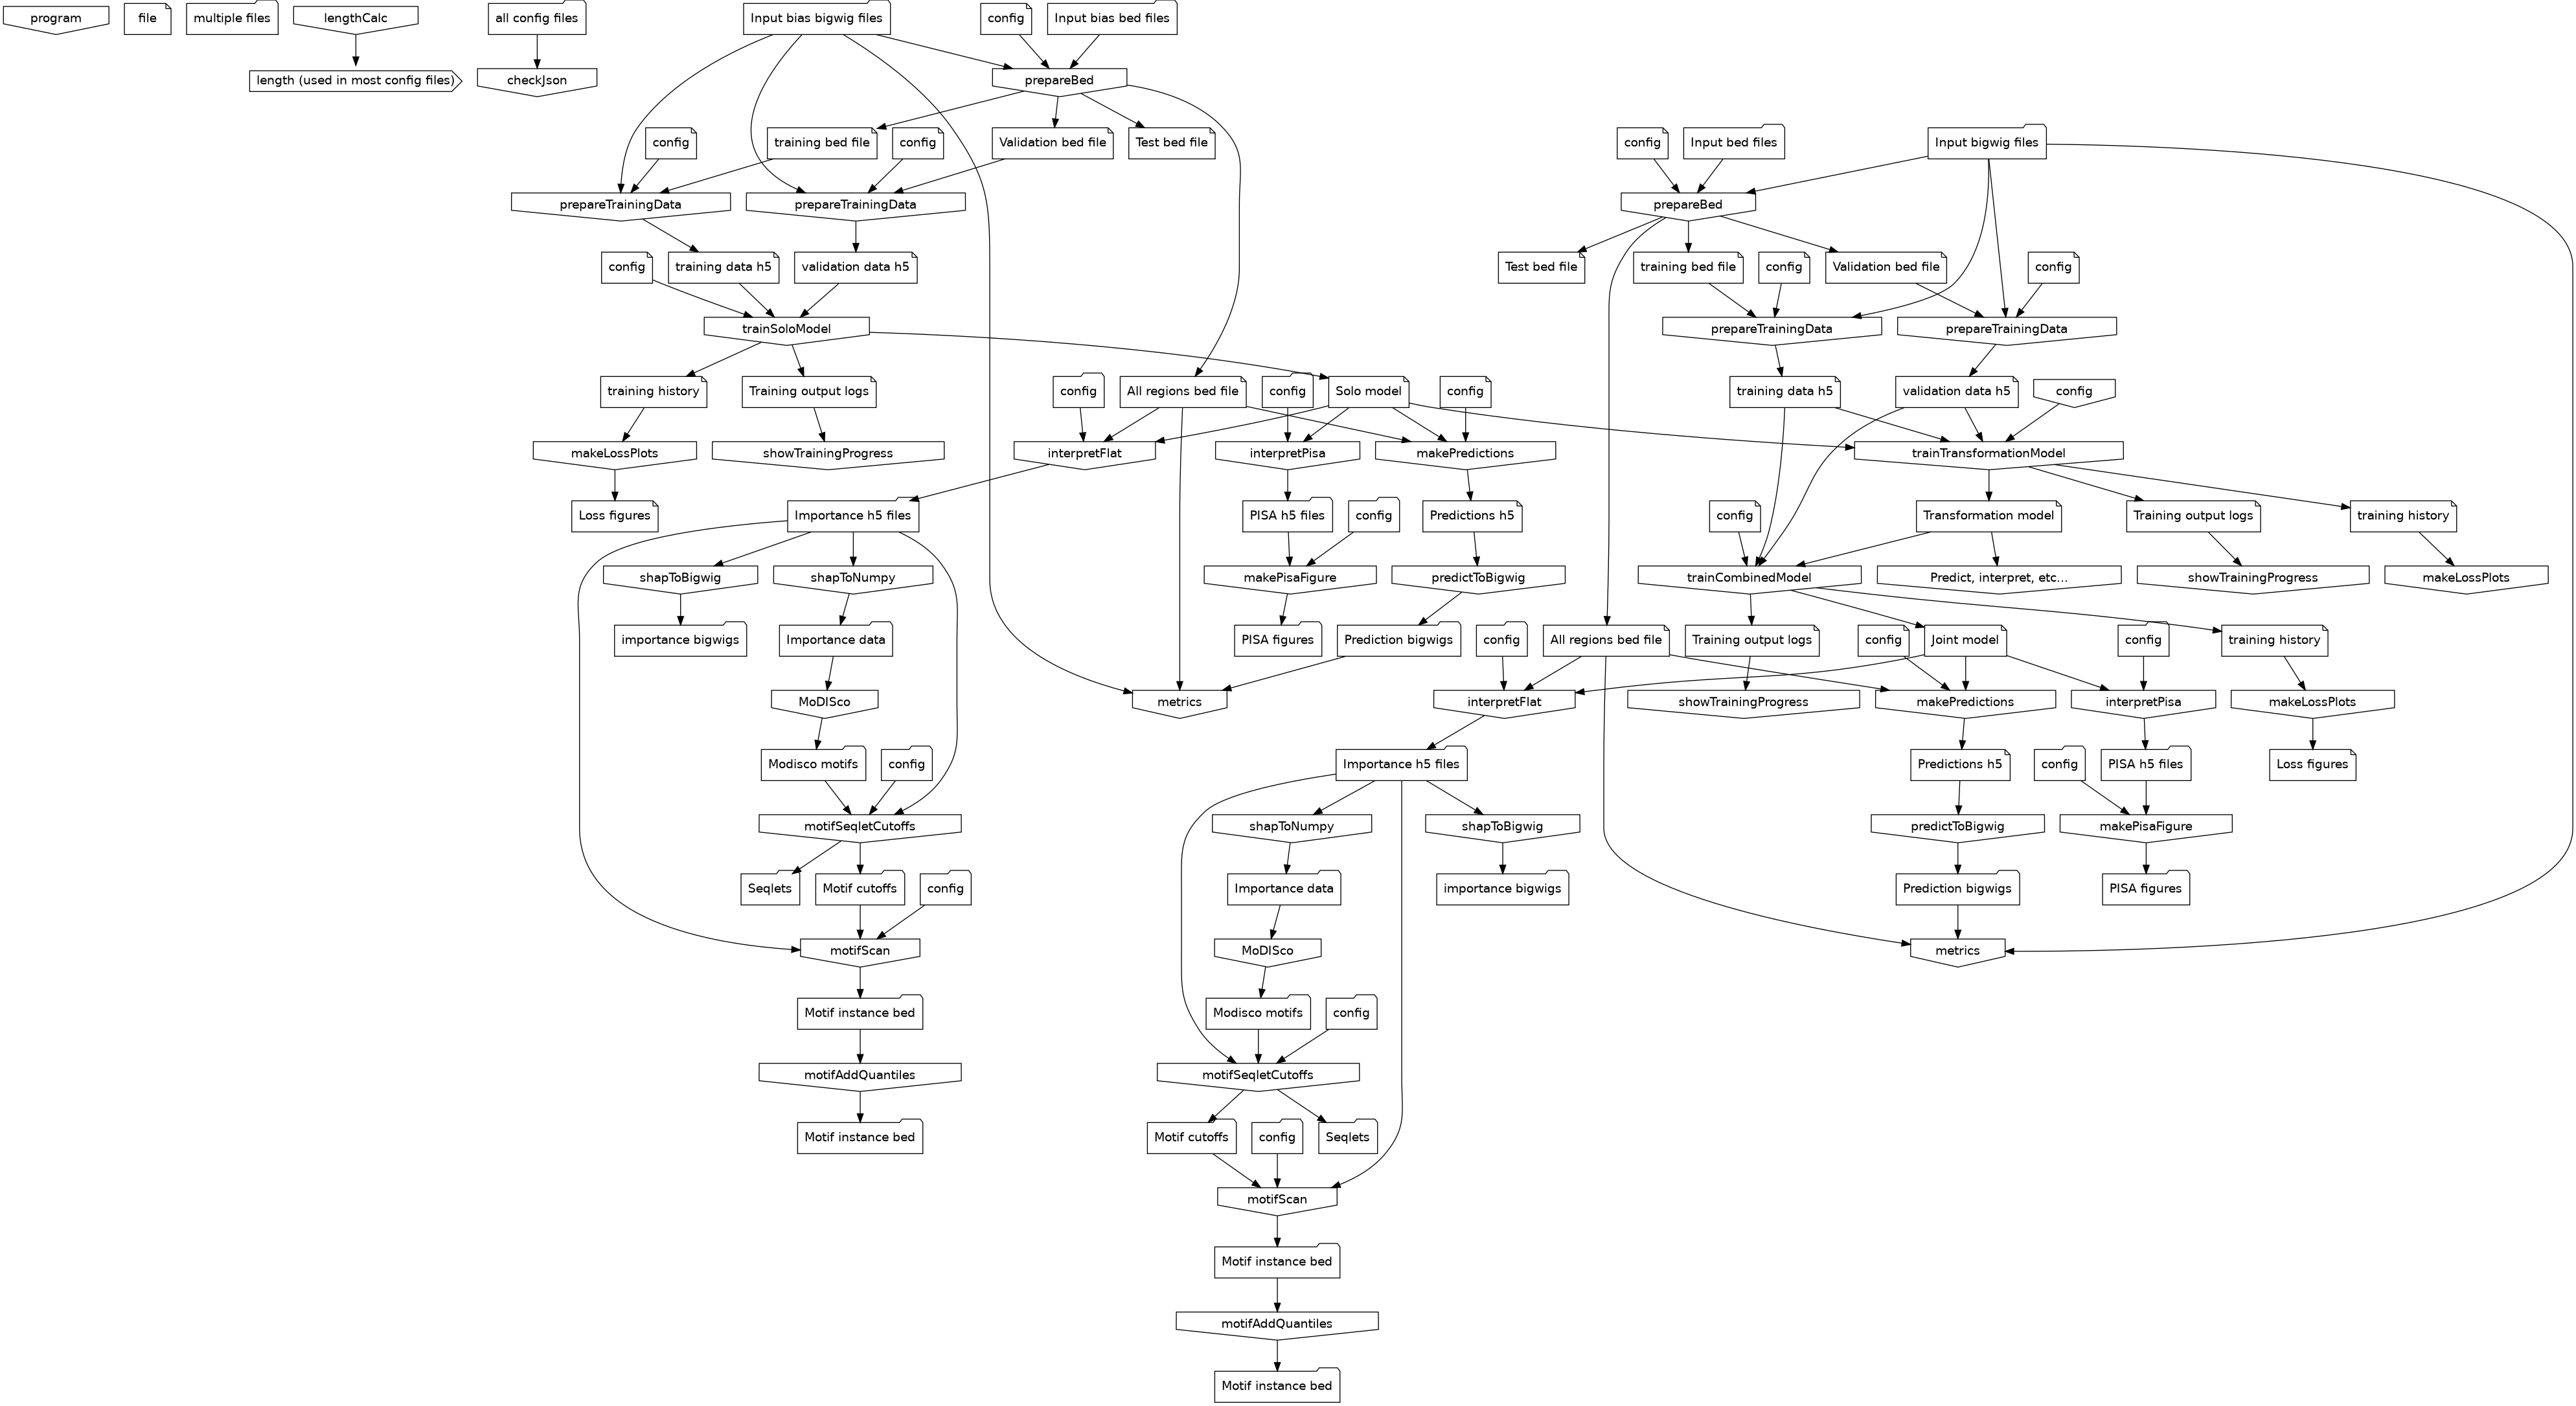 program
file
multiple files
lengthCalc
all config files
Input bias bigwig files
config
Input bias bed files
length (used in most config files)
checkJson
prepareBed
config
training bed file
config
Validation bed file
Test bed file
config
Input bed files
Input bigwig files
prepareTrainingData
prepareTrainingData
prepareBed
config
training data h5
validation data h5
Test bed file
training bed file
config
Validation bed file
config
trainSoloModel
prepareTrainingData
prepareTrainingData
training history
Training output logs
config
All regions bed file
config
Solo model
config
training data h5
validation data h5
config
makeLossPlots
showTrainingProgress
interpretFlat
interpretPisa
makePredictions
trainTransformationModel
Loss figures
Importance h5 files
PISA h5 files
config
Predictions h5
config
Transformation model
Training output logs
training history
shapToBigwig
shapToNumpy
makePisaFigure
predictToBigwig
trainCombinedModel
Predict, interpret, etc...
showTrainingProgress
makeLossPlots
importance bigwigs
Importance data
PISA figures
Prediction bigwigs
config
All regions bed file
Training output logs
config
Joint model
config
training history
MoDISco
metrics
interpretFlat
showTrainingProgress
makePredictions
interpretPisa
makeLossPlots
Modisco motifs
config
Importance h5 files
Predictions h5
config
PISA h5 files
Loss figures
motifSeqletCutoffs
shapToNumpy
shapToBigwig
predictToBigwig
makePisaFigure
Seqlets
Motif cutoffs
config
Importance data
importance bigwigs
Prediction bigwigs
PISA figures
motifScan
MoDISco
metrics
Motif instance bed
Modisco motifs
config
motifAddQuantiles
motifSeqletCutoffs
Motif instance bed
Motif cutoffs
config
Seqlets
motifScan
Motif instance bed
motifAddQuantiles
Motif instance bed